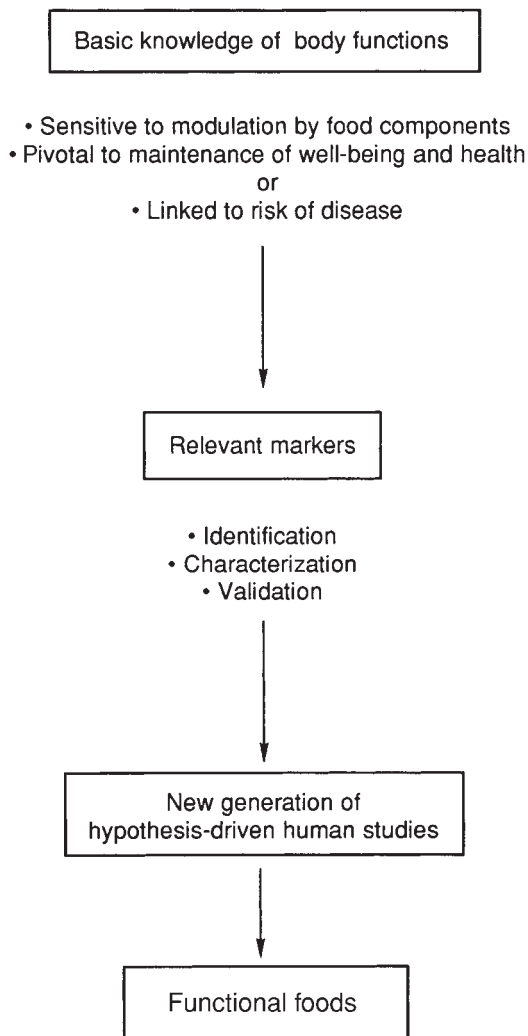 Basic knowledge of body functions
• Sensitive to modulation by food components
• Pivotal to maintenance of well-being and health
or
• Linked to risk of disease
Relevant markers
• Identification
• Characterization
• Validation
New generation of
hypothesis-driven human studies
Functional foods